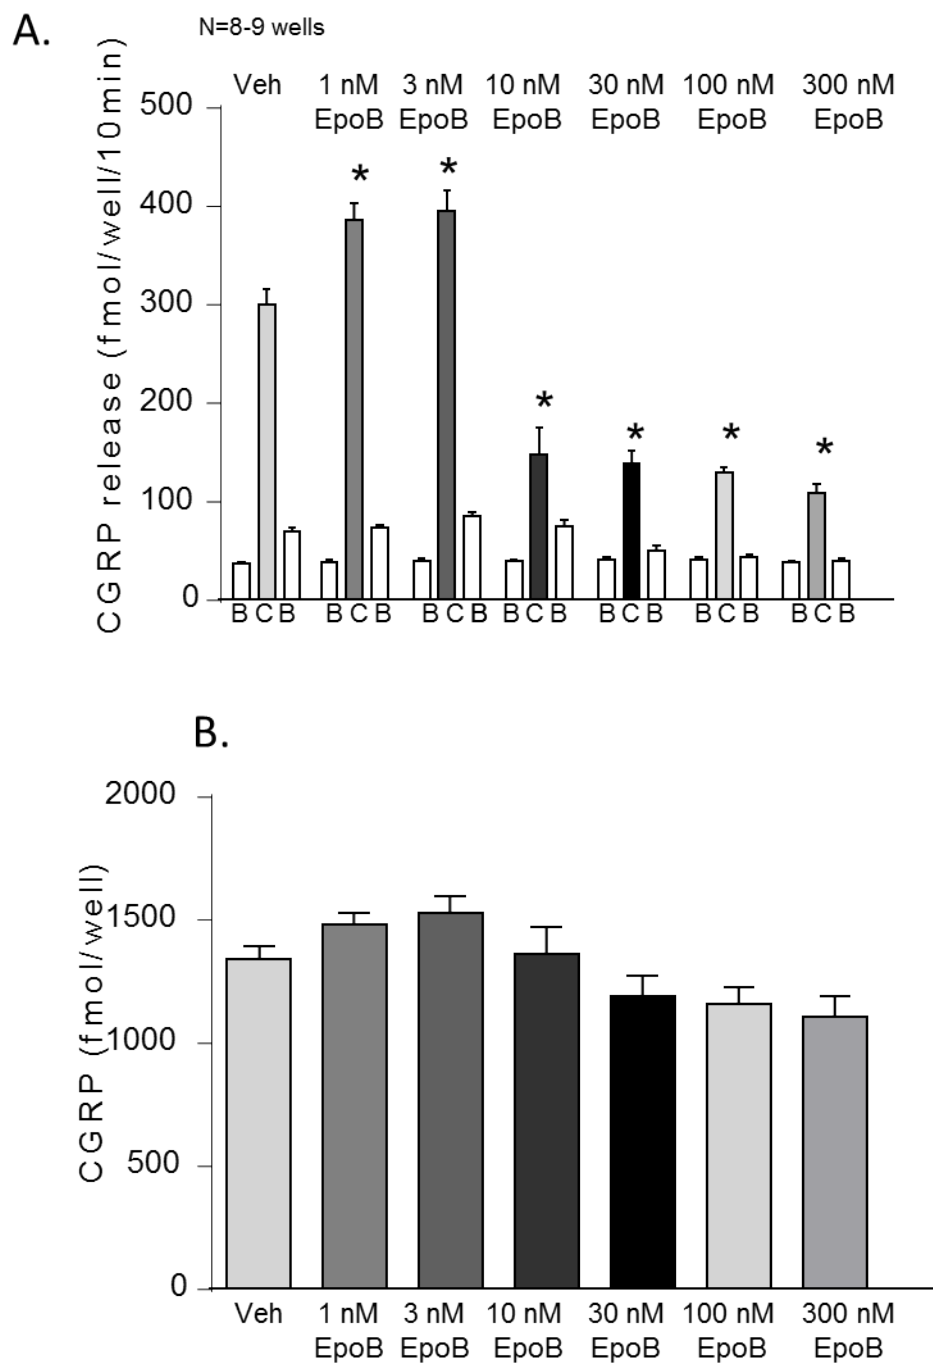 A.
N=8-9 wells
Veh 1 nM 3 nM 10 nM 30 nM 100 nM 300 nM
EpoB EpoB EpoB EpoB EpoB EpoB
CGRP release (fmol/well/10min)
500
400
300
200
100
0
* * * * * *
B C B B C B B C B B C B B C B B C B B C B
B.
CGRP (fmol/well)
2000
1500
1000
500
0
Veh 1 nM 3 nM 10 nM 30 nM 100 nM 300 nM
EpoB EpoB EpoB EpoB EpoB EpoB